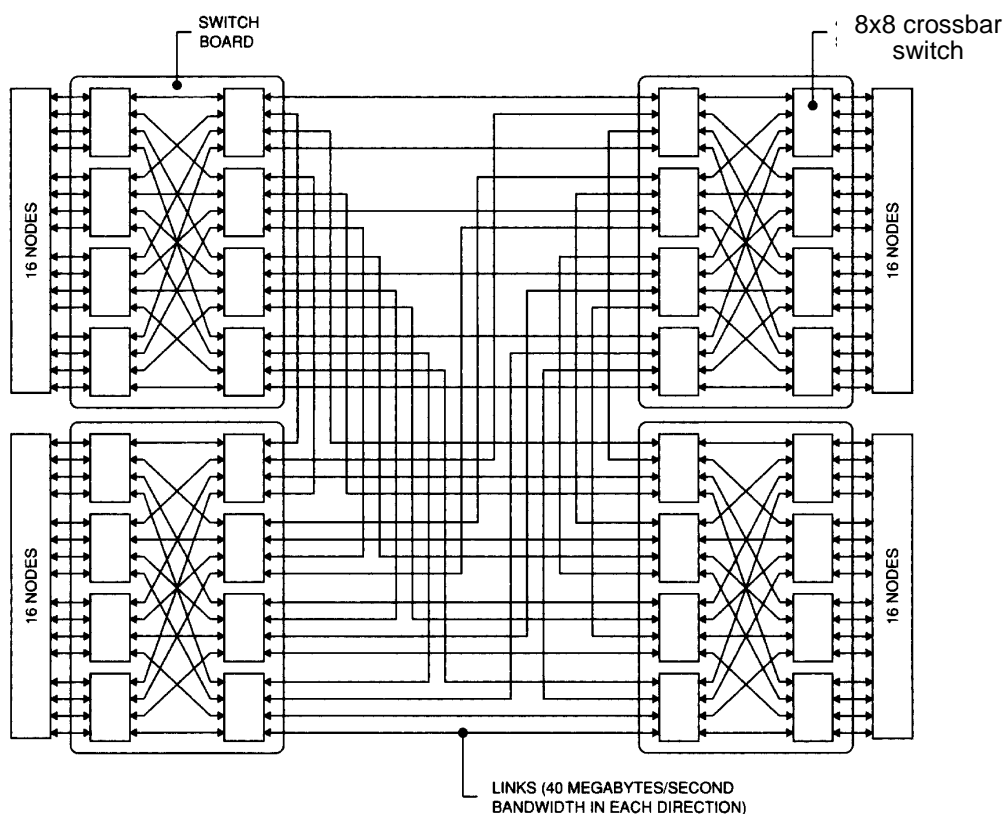 SWITCH
BOARD
8x8 crossbar
switch
16 NODES
16 NODES
16 NODES
16 NODES
LINKS (40 MEGABYTES/SECOND
BANDWIDTH IN EACH DIRECTION)